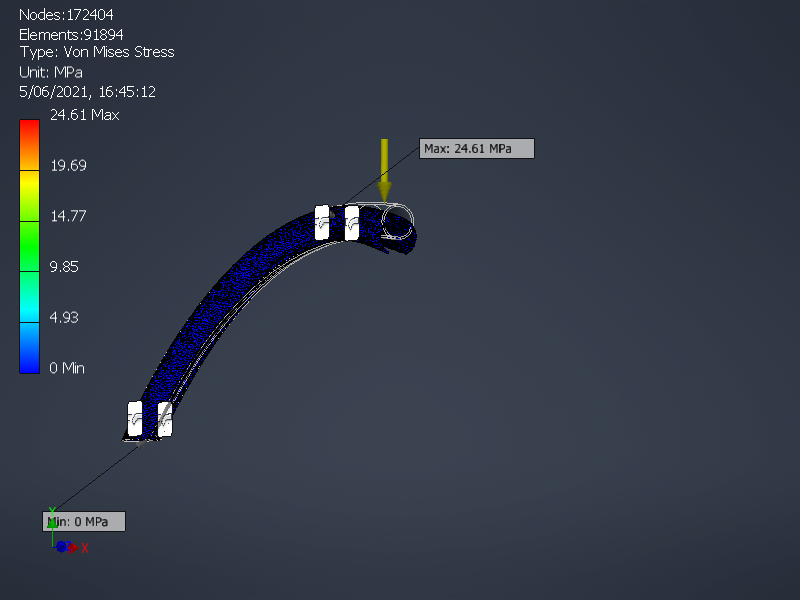 Nodes:172404
Elements:91894
Type: Von Mises Stress
Unit: MPa
5/06/2021, 16:45:12
24.61 Max
19.69
14.77
9.85
4.93
0 Min
Max: 24.61 MPa
Min: 0 MPa
Y
X